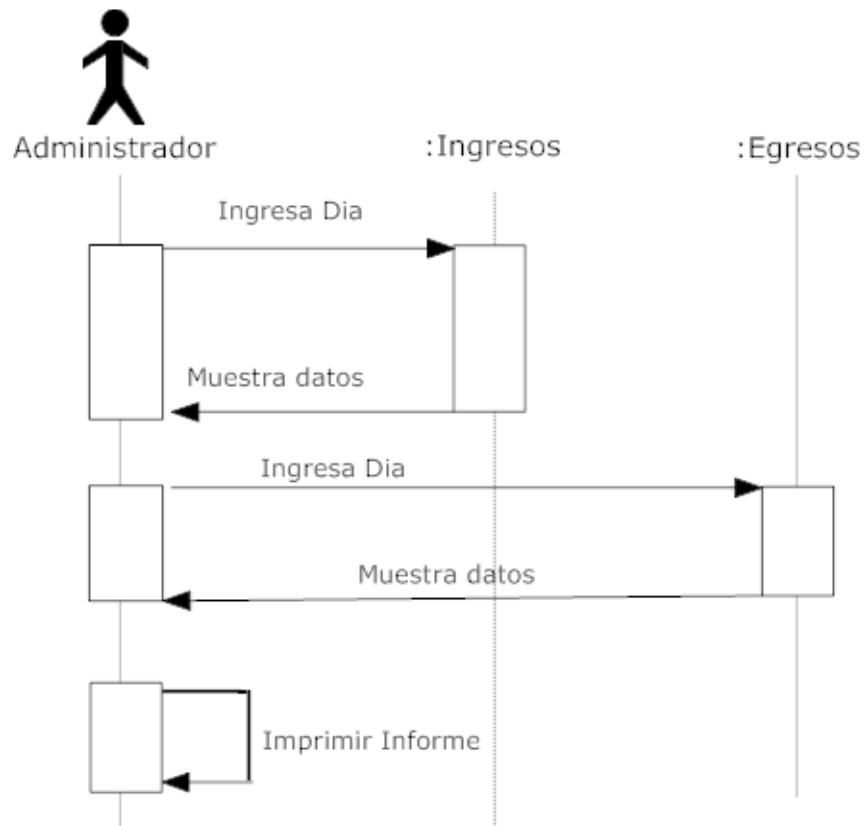 Administrador
:Ingresos
:Egresos
Ingresa Dia
Muestra datos
Ingresa Dia
Muestra datos
Imprimir Informe